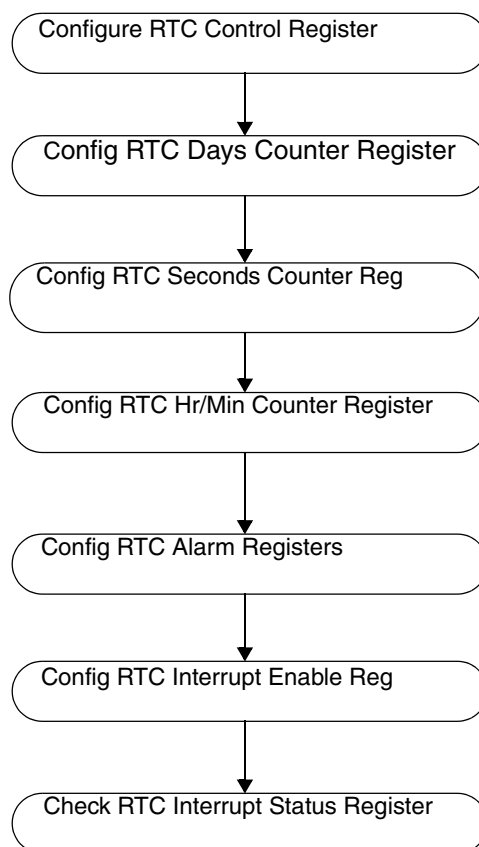 Configure RTC Control Register
Config RTC Days Counter Register
Config RTC Seconds Counter Reg
Config RTC Hr/Min Counter Register
Config RTC Alarm Registers
Config RTC Interrupt Enable Reg
Check RTC Interrupt Status Register